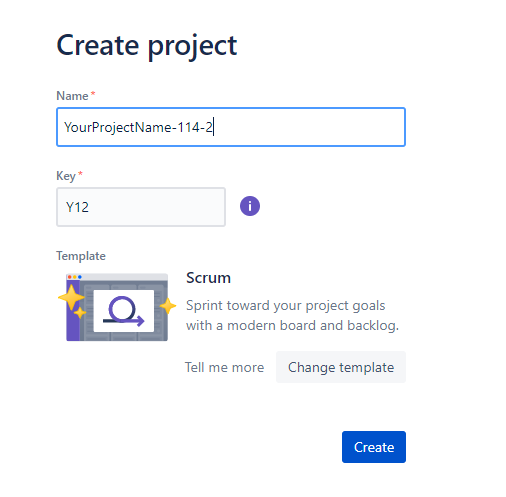 Create project
Name *
YourProjectName-114-2
Key *
Y12
i
Template
Scrum
Sprint toward your project goals
with a modern board and backlog.
Tell me more Change template
Create